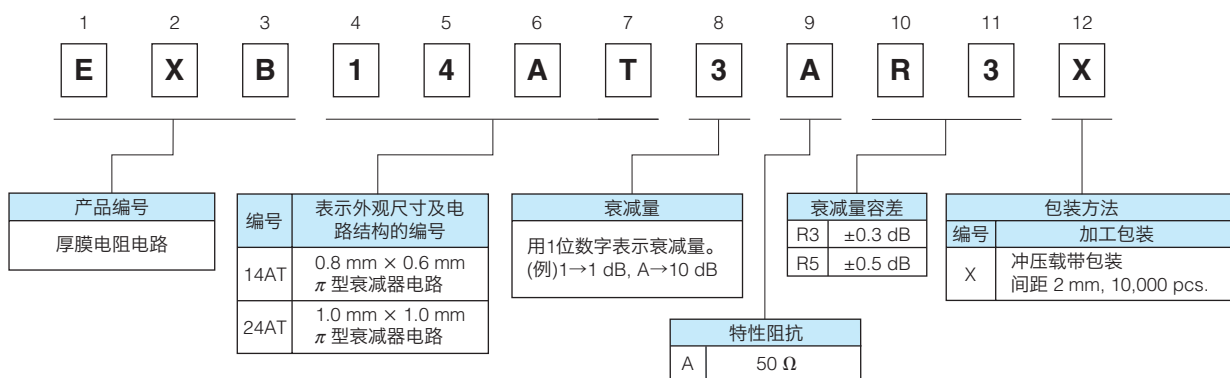 1 2 3 4 5 6 7 8 9 10 11 12
E X B 1 4 A T 3 A R 3 X
产品编号
厚膜电阻电路
编号 表示外观尺寸及电
路结构的编号
14AT 0.8 mm × 0.6 mm
π 型衰减器电路
24AT 1.0 mm × 1.0 mm
π 型衰减器电路
衰减量
用1位数字表示衰减量。
(例)1→1 dB, A→10 dB
特性阻抗
A 50 Ω
衰减量容差
R3 ±0.3 dB
R5 ±0.5 dB
包装方法
编号 加工包装
X 冲压载带包装
间距 2 mm, 10,000 pcs.